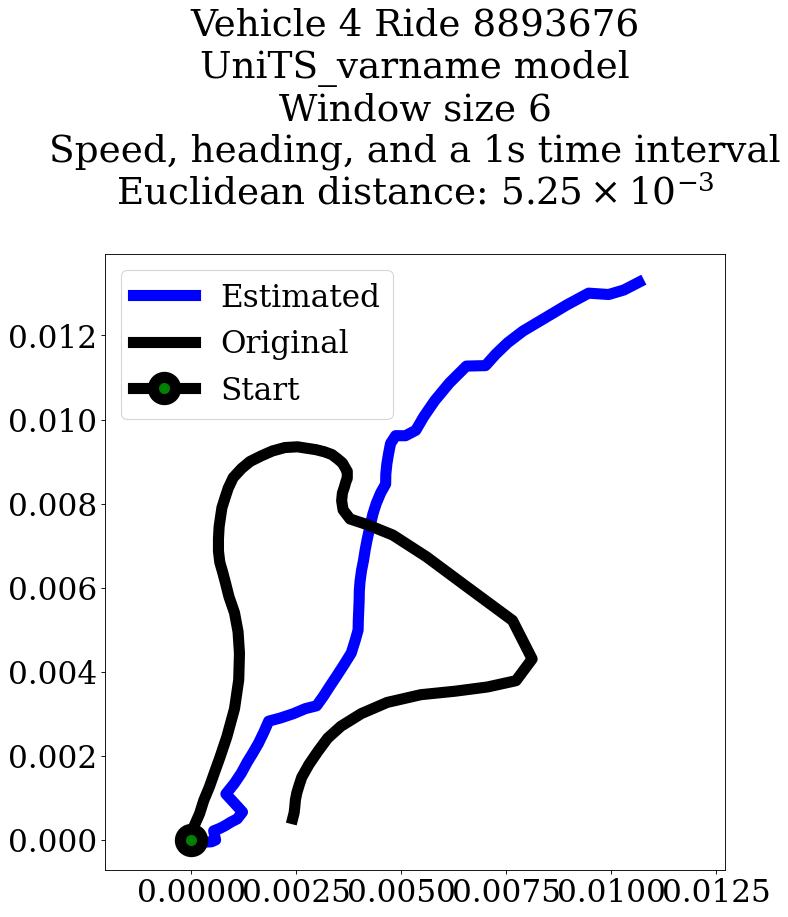 Vehicle 4 Ride 8893676
UniTS_varname model
Window size 6
Speed, heading, and a 1s time interval
Euclidean distance: 5.25 × 10⁻³
Estimated
Original
Start
0.012
0.010
0.008
0.006
0.004
0.002
0.000
0.0000 0.0025 0.0050 0.0075 0.0100 0.0125